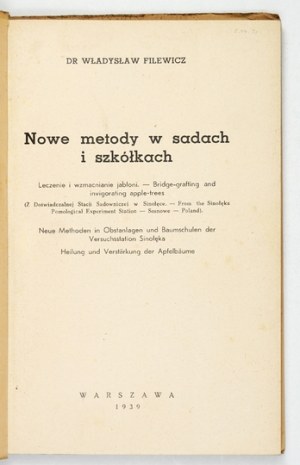 DR WŁADYSŁAW FILEWICZ
Nowe metody w sadach
i szkółkach
Leczenie i wzmacnianie jabłoni. — Bridge-grafting and
invigorating apple-trees
(Z Doświadczalnej Stacji Sadowniczej w Sinołęce. — From the Sinołęka
Pomological Experiment Station — Poland).
Neue Methoden in Obstanlagen und Baumschulen der
Versuchsstation Sinołęka
Heilung und Verstärkung der Apfelbäume
WARSZAWA
1939